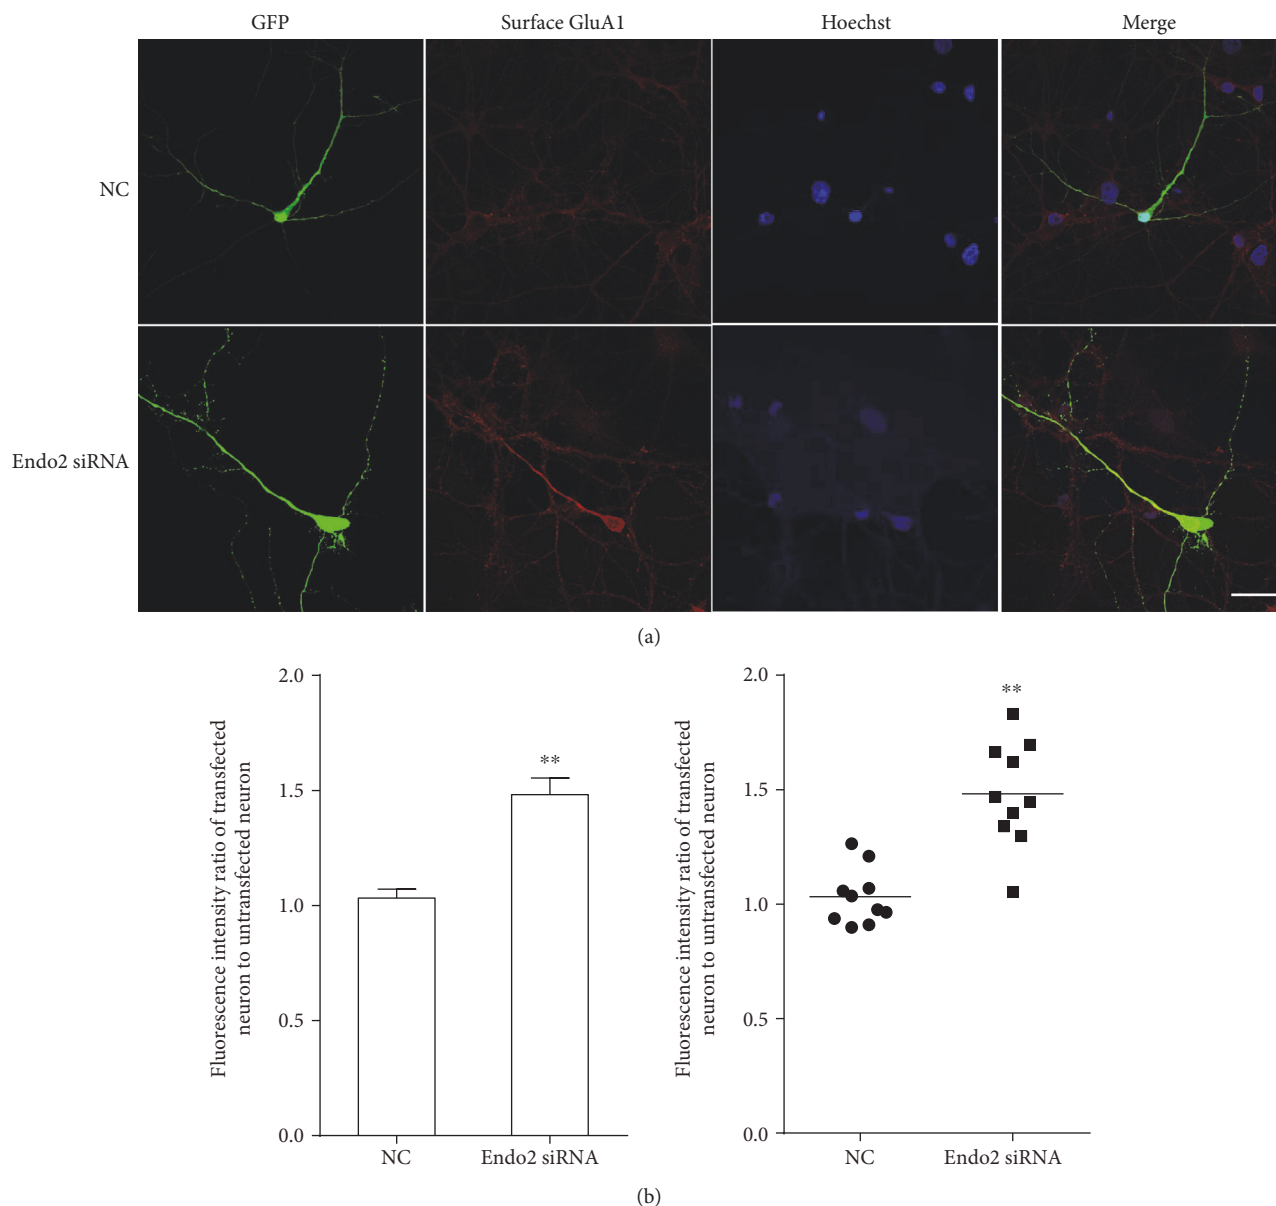 GFP
Surface GluA1
Hoechst
Merge
NC
Endo2 siRNA
(a)
Fluorescence intensity ratio of transfected
neuron to untransfected neuron
2.0
1.5
1.0
0.5
0.0
**
NC
Endo2 siRNA
Fluorescence intensity ratio of transfected
neuron to untransfected neuron
2.0
1.5
1.0
0.5
0.0
**
NC
Endo2 siRNA
(b)